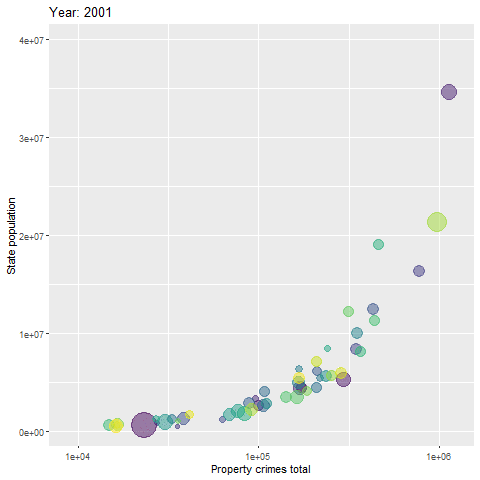 Year: 2001
4e+07
3e+07
2e+07
1e+07
0e+00
State population
1e+04
1e+05
1e+06
Property crimes total